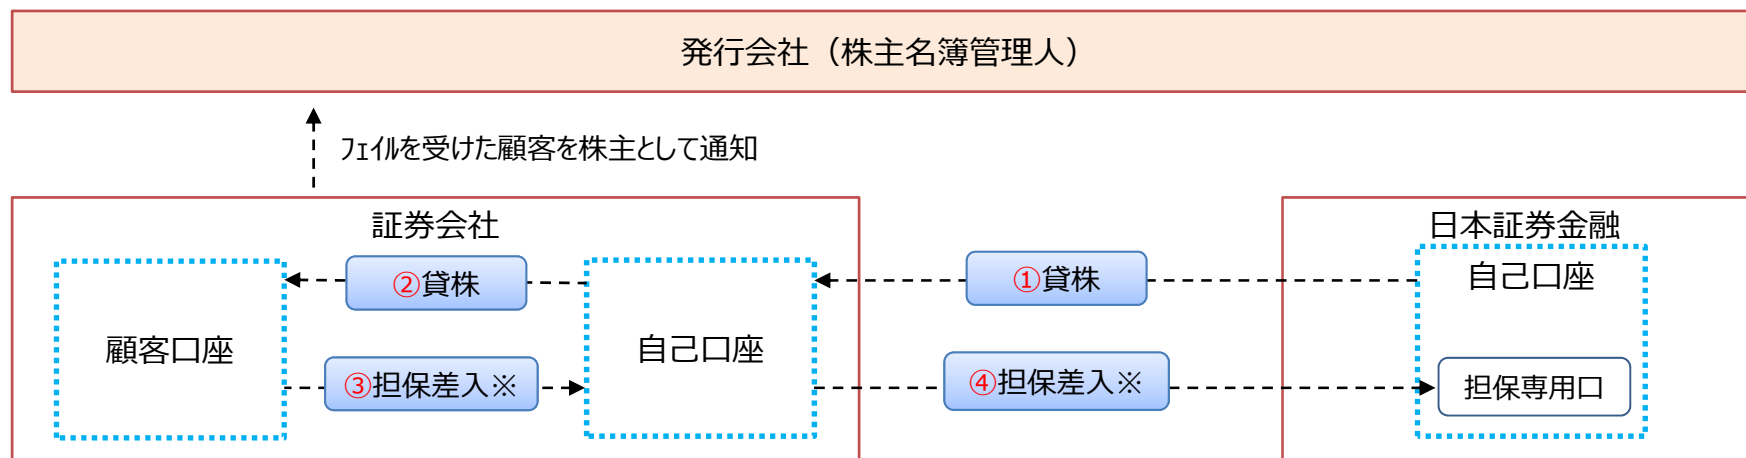 発行会社（株主名簿管理人）
ﾌｪｲﾙを受けた顧客を株主として通知
証券会社
日本証券金融
②貸株
①貸株
自己口座
顧客口座
自己口座
③担保差入※
④担保差入※
担保専用口